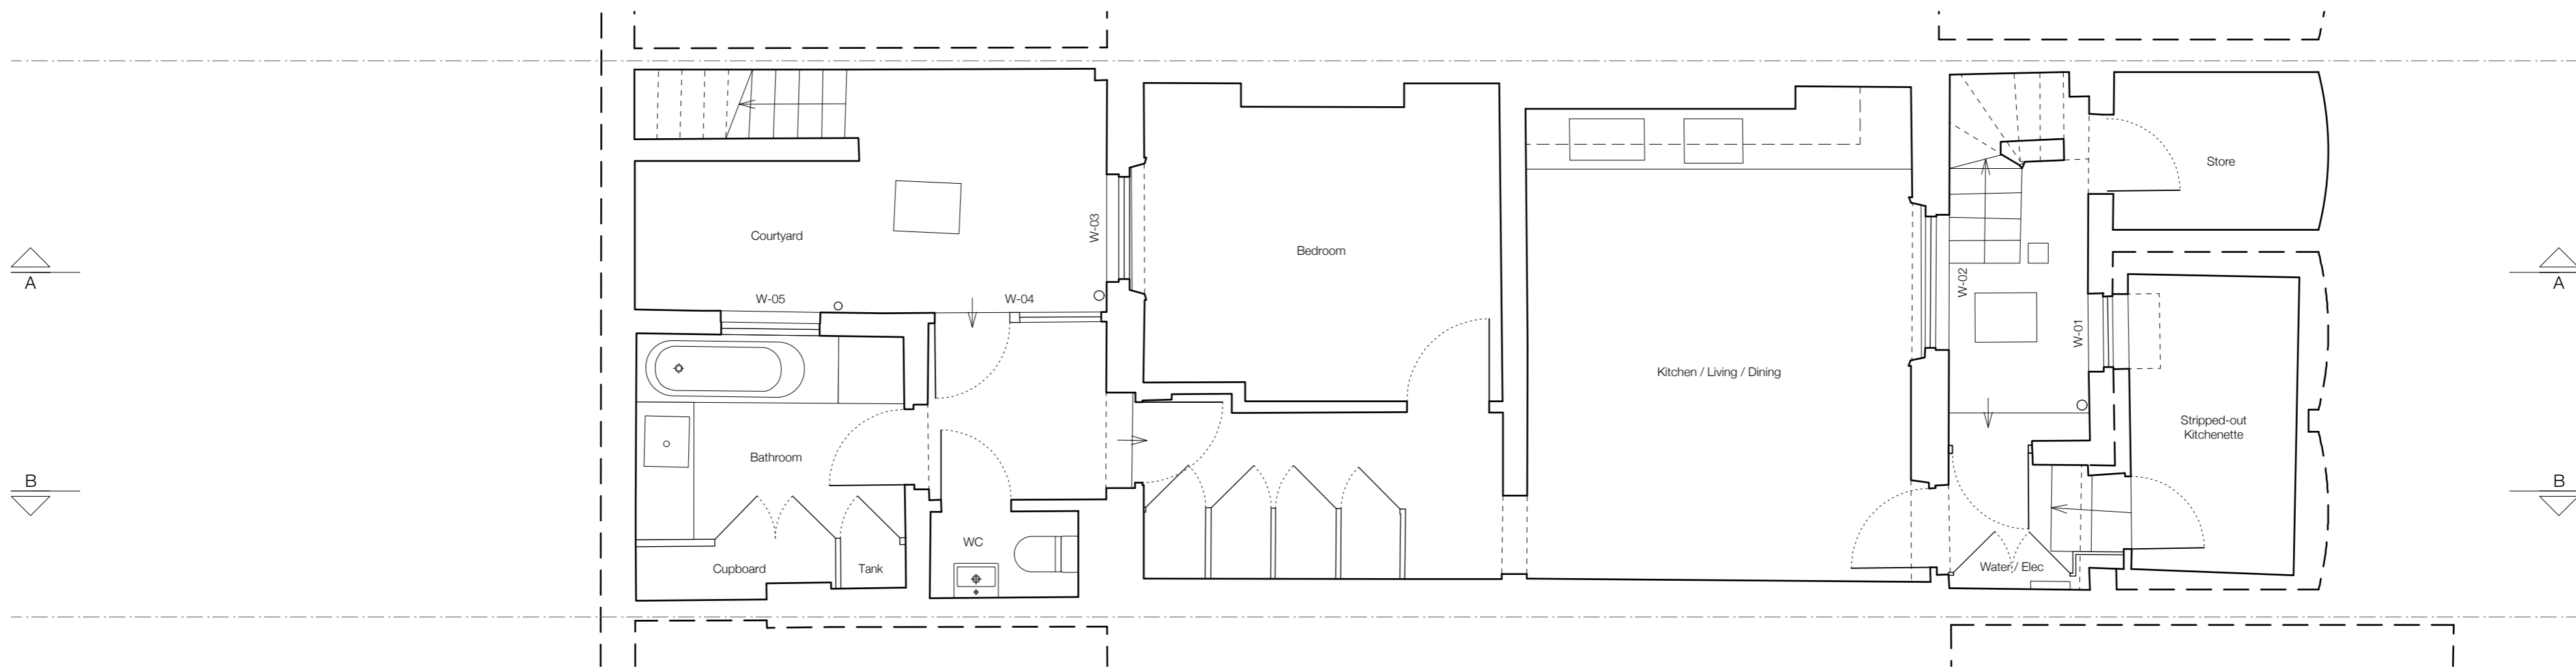 Store
W-03
Courtyard
A
A
Bedroom
W-02
W-05
W-04
W-01
Kitchen / Living / Dining
Stripped-out
Kitchenette
Bathroom
B
B
WC
Cupboard
Tank
Water / Elec